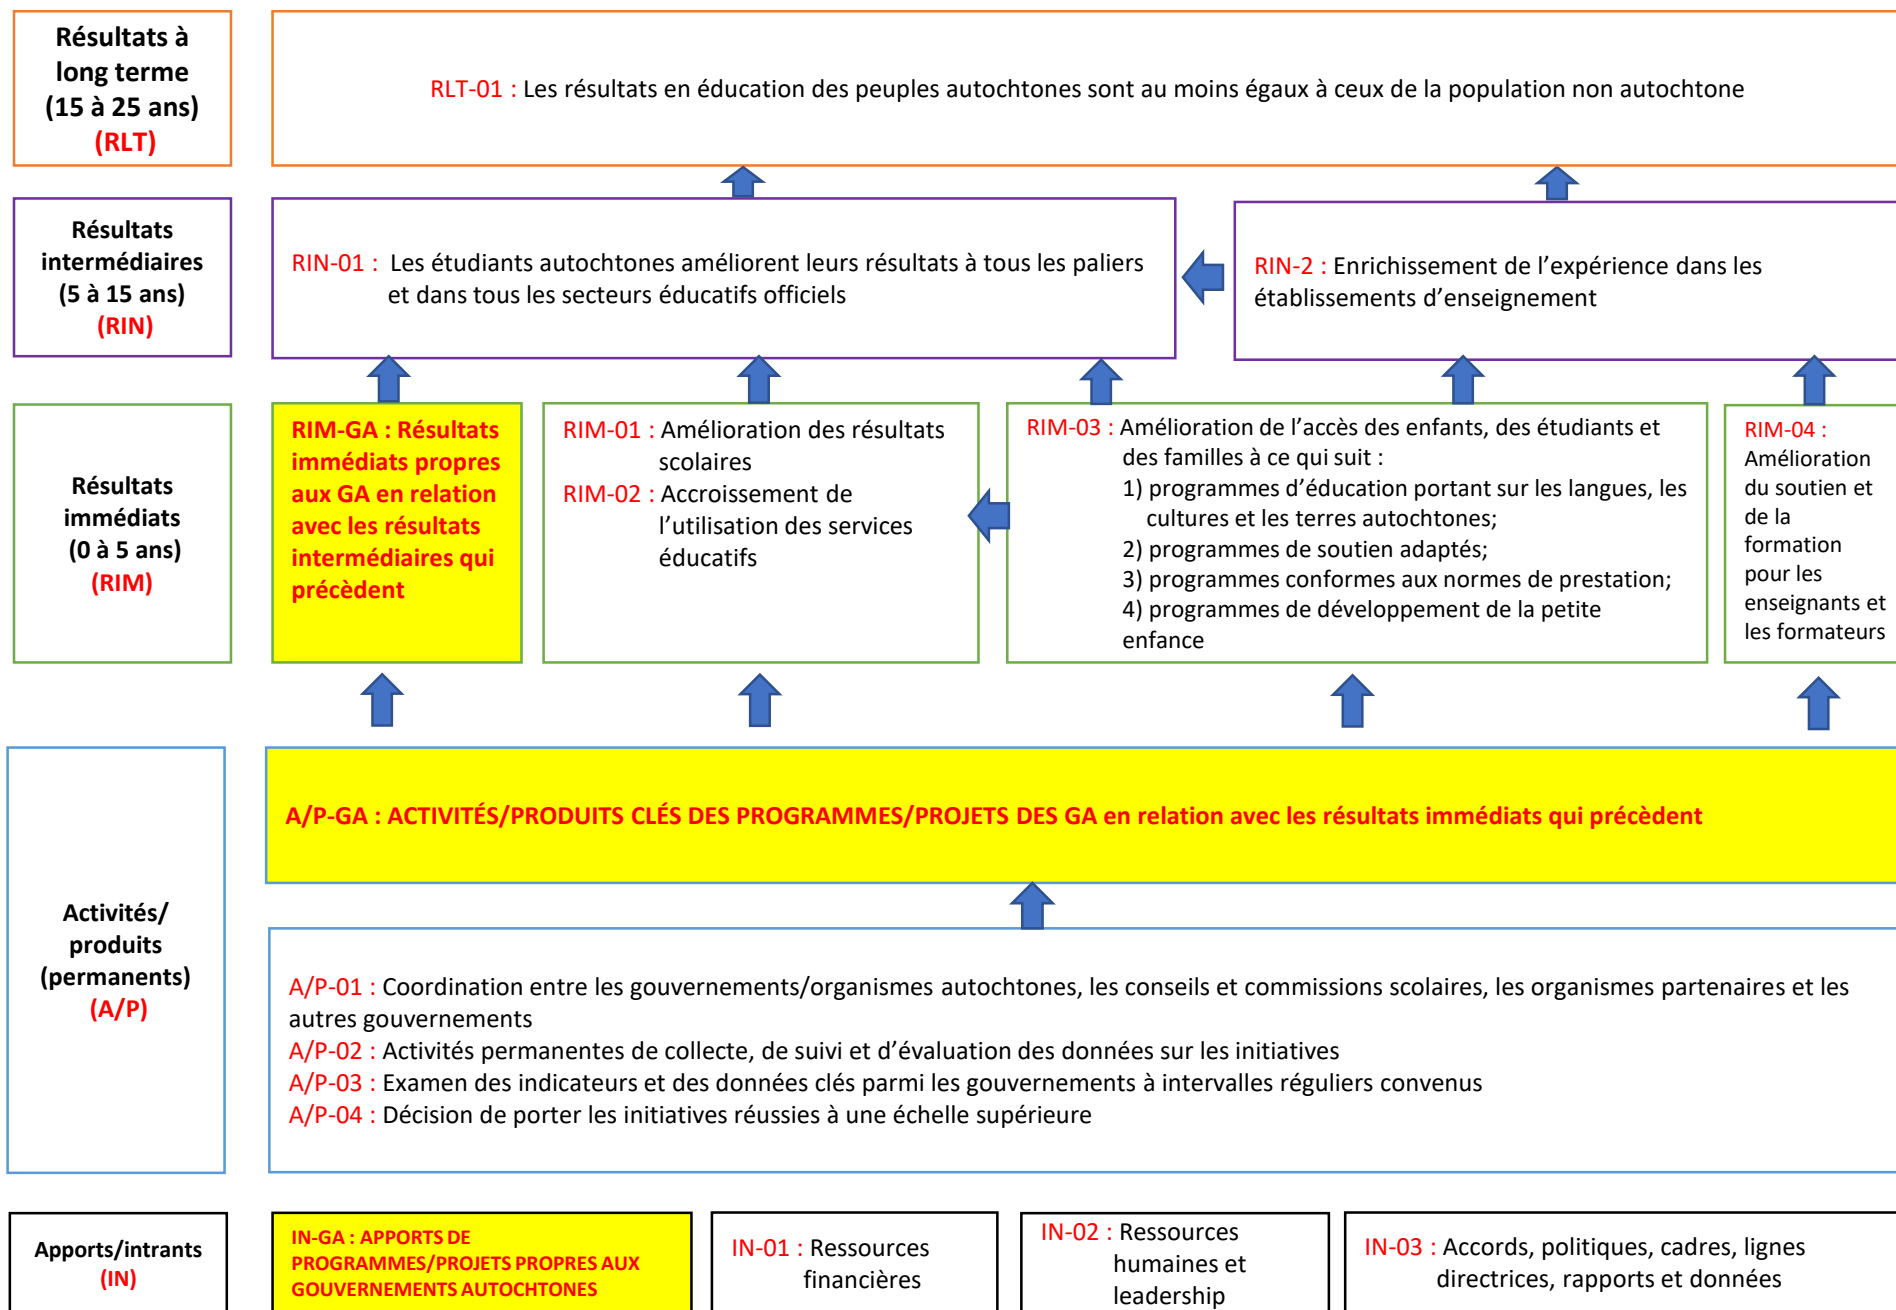 Résultats à
long terme
(15 à 25 ans)
(RLT)
RLT-01 : Les résultats en éducation des peuples autochtones sont au moins égaux à ceux de la population non autochtone
Résultats
intermédiaires
(5 à 15 ans)
(RIN)
RIN-01 : Les étudiants autochtones améliorent leurs résultats à tous les paliers
et dans tous les secteurs éducatifs officiels
RIN-2 : Enrichissement de l’expérience dans les
établissements d’enseignement
Résultats
immédiats
(0 à 5 ans)
(RIM)
RIM-GA : Résultats
immédiats propres
aux GA en relation
avec les résultats
intermédiaires qui
précèdent
RIM-01 : Amélioration des résultats
scolaires
RIM-02 : Accroissement de
l’utilisation des services
éducatifs
RIM-03 : Amélioration de l’accès des enfants, des étudiants et
des familles à ce qui suit :
1) programmes d’éducation portant sur les langues, les
cultures et les terres autochtones;
2) programmes de soutien adaptés;
3) programmes conformes aux normes de prestation;
4) programmes de développement de la petite
enfance
RIM-04 :
Amélioration
du soutien et
de la
formation
pour les
enseignants et
les formateurs
Activités/
produits
(permanents)
(A/P)
A/P-GA : ACTIVITÉS/PRODUITS CLÉS DES PROGRAMMES/PROJETS DES GA en relation avec les résultats immédiats qui précèdent
A/P-01 : Coordination entre les gouvernements/organismes autochtones, les conseils et commissions scolaires, les organismes partenaires et les
autres gouvernements
A/P-02 : Activités permanentes de collecte, de suivi et d’évaluation des données sur les initiatives
A/P-03 : Examen des indicateurs et des données clés parmi les gouvernements à intervalles réguliers convenus
A/P-04 : Décision de porter les initiatives réussies à une échelle supérieure
Apports/intrants
(IN)
IN-GA : APPORTS DE
PROGRAMMES/PROJETS PROPRES AUX
GOUVERNEMENTS AUTOCHTONES
IN-01 : Ressources
financières
IN-02 : Ressources
humaines et
leadership
IN-03 : Accords, politiques, cadres, lignes
directrices, rapports et données